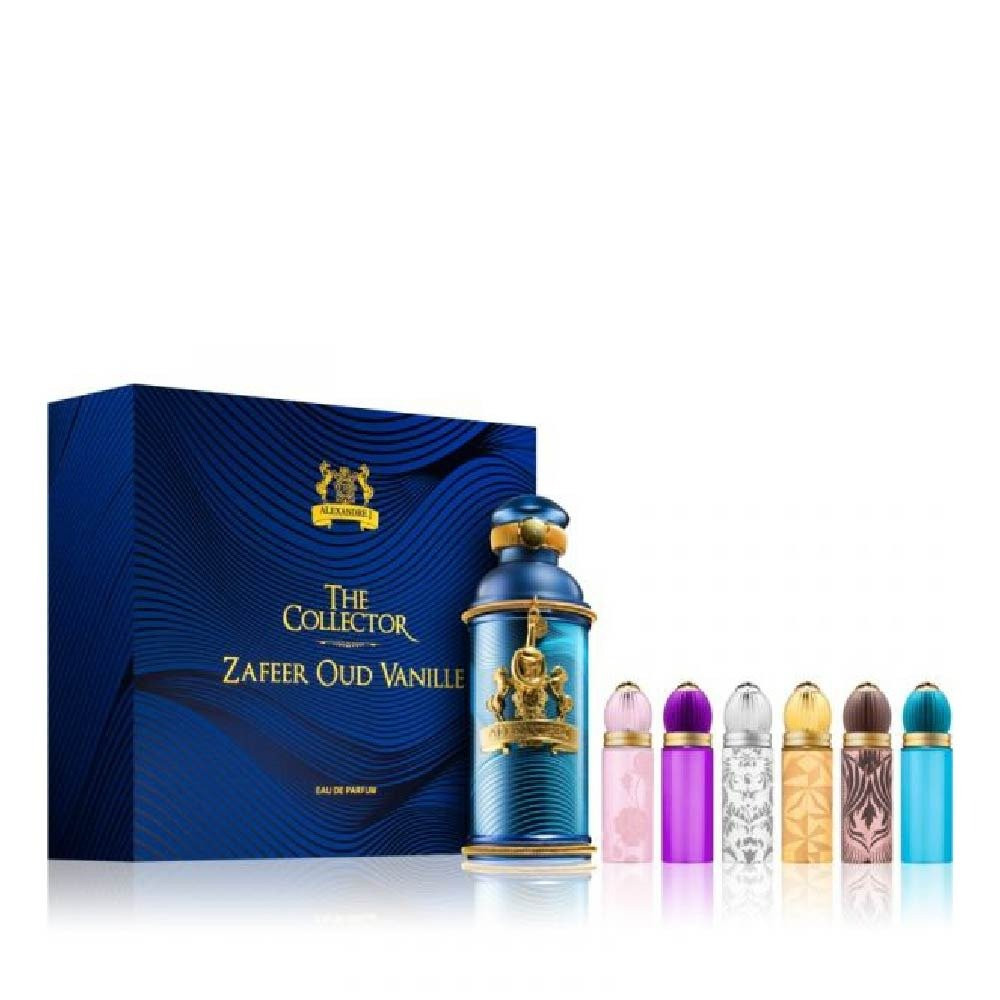 ALEXANDRE J
THE
COLLECTOR
ZAFEER OUD VANILLE
EAU DE PARFUM